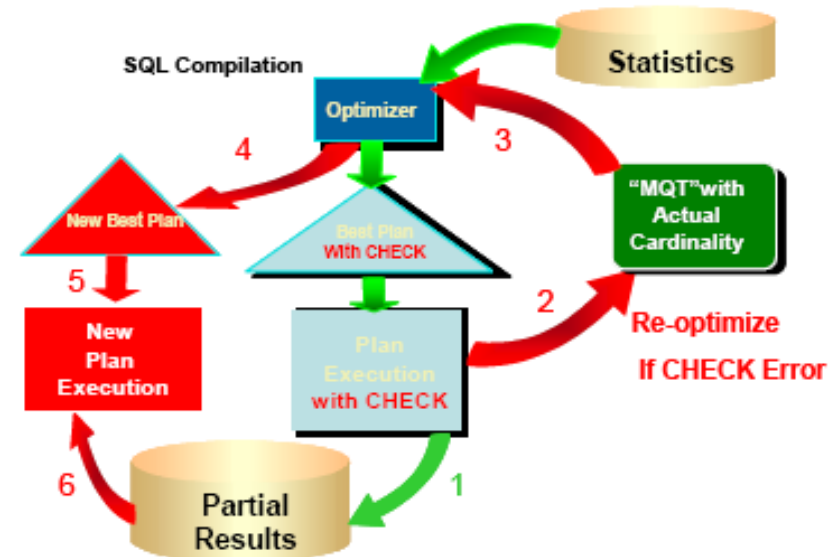 SQL Compilation
Statistics
Optimizer
4
3
New Best Plan
Best Plan
With CHECK
"MQT"with
Actual
Cardinality
5
2
New
Plan
Execution
Plan
Execution
with CHECK
Re-optimize
If CHECK Error
6
1
Partial
Results